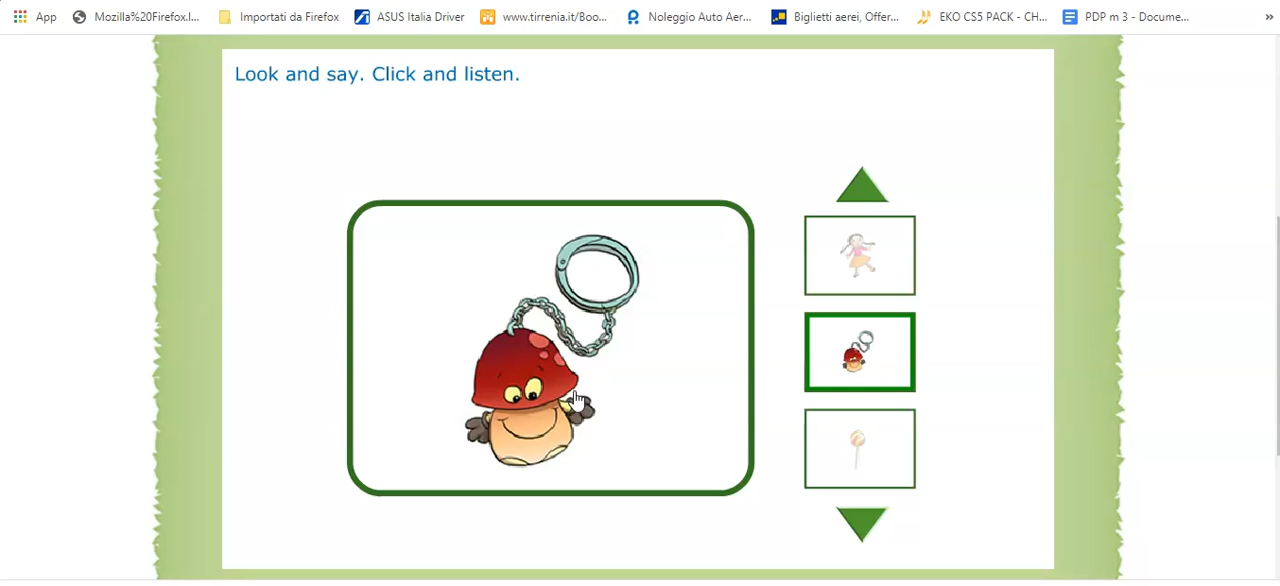 App Mozilla%20Firefox.l... Importati da Firefox ASUS Italia Driver www.tirrenia.it/Boo... Noleggio Auto, Aer... Biglietti aerei, Offer... EKO CS5 PACK - CH... PDP m 3 - Docume... »
Look and say. Click and listen.